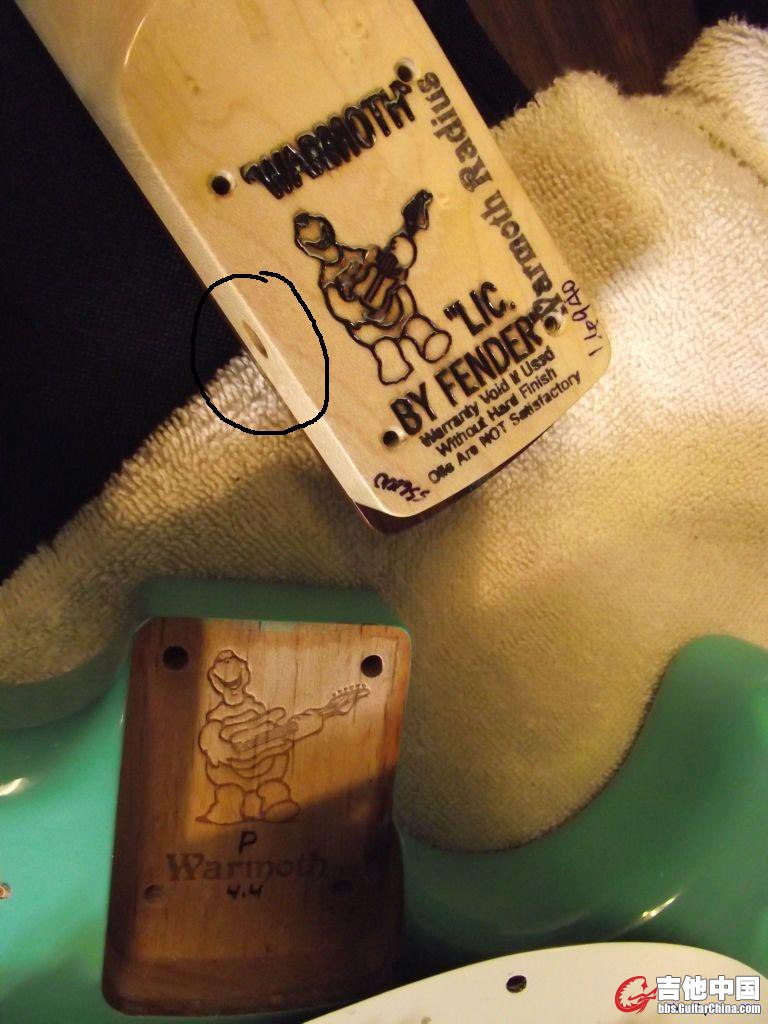 "WARMOTH"
Warmoth Radius
"LIC.
BY FENDER"
Warranty Void If Used
Without Hard Finish
Oils Are NOT Satisfactory
P
Warmoth
4.4
吉他中国
bbs.GuitarChina.com